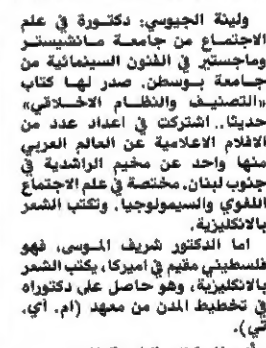 ولينة الجيوسي: دكتورة في علم
الاجتماع من جامعة مانشيستر
وماجستير في الفنون السينمائية من
جامعة بوسطن. صدر لها كتاب
«التصنيف والنظام الاخلاقي»
حديثا.. اشتركت في اعداد عدد من
الافلام الاعلامية عن العالم العربي
منها واحد عن مخيم الراشدية في
جنوب لبنان. مختصة في علم الاجتماع
اللغوي والسيمولوجيا. وتكتب الشعر
بالانكليزية.
اما الدكتور شريف الموسى، فهو
فلسطيني مقيم في اميركا، يكتب الشعر
بالانكليزية، وهو حاصل على دكتوراه
في تخطيط المدن من معهد (ام. آي.
تي).